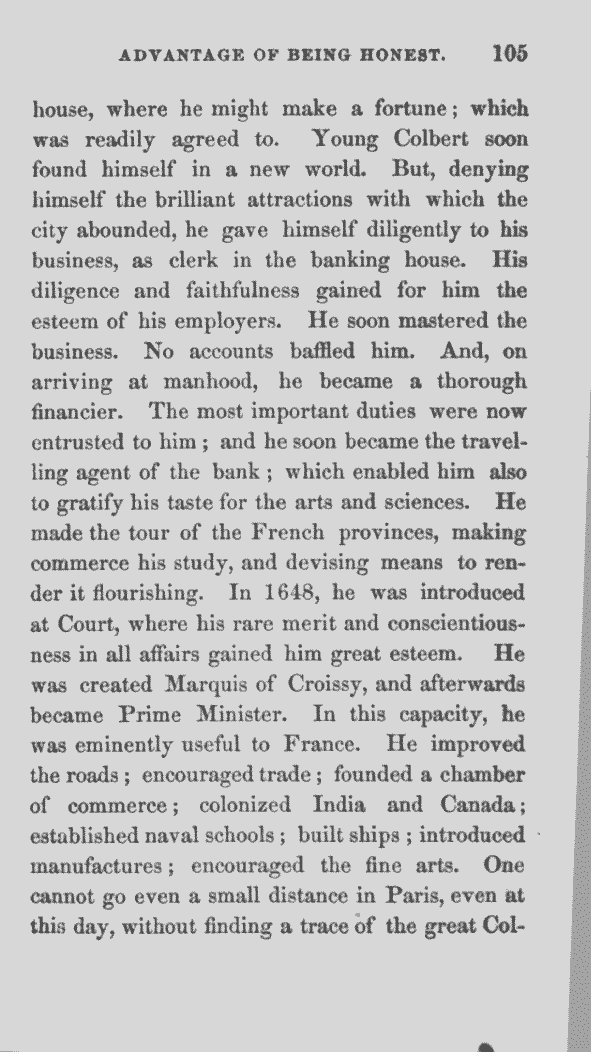 ADVANTAGE OF BEING HONEST. 105
house, where he might make a fortune; which
was readily agreed to. Young Colbert soon
found himself in a new world. But, denying
himself the brilliant attractions with which the
city abounded, he gave himself diligently to his
business, as clerk in the banking house. His
diligence and faithfulness gained for him the
esteem of his employers. He soon mastered the
business. No accounts baffled him. And, on
arriving at manhood, he became a thorough
financier. The most important duties were now
entrusted to him; and he soon became the travel-
ling agent of the bank; which enabled him also
to gratify his taste for the arts and sciences. He
made the tour of the French provinces, making
commerce his study, and devising means to ren-
der it flourishing. In 1648, he was introduced
at Court, where his rare merit and conscientious-
ness in all affairs gained him great esteem. He
was created Marquis of Croissy, and afterwards
became Prime Minister. In this capacity, he
was eminently useful to France. He improved
the roads; encouraged trade; founded a chamber
of commerce; colonized India and Canada;
established naval schools; built ships; introduced
manufactures; encouraged the fine arts. One
cannot go even a small distance in Paris, even at
this day, without finding a trace of the great Col-